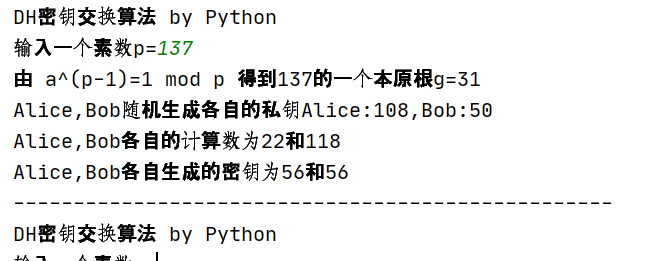 DH密钥交换算法 by Python
输入一个素数p=137
由 a^(p-1)=1 mod p 得到137的一个本原根g=31
Alice,Bob随机生成各自的私钥Alice:108,Bob:50
Alice,Bob各自的计算数为22和118
Alice,Bob各自生成的密钥为56和56
--------------------------------------------------
DH密钥交换算法 by Python